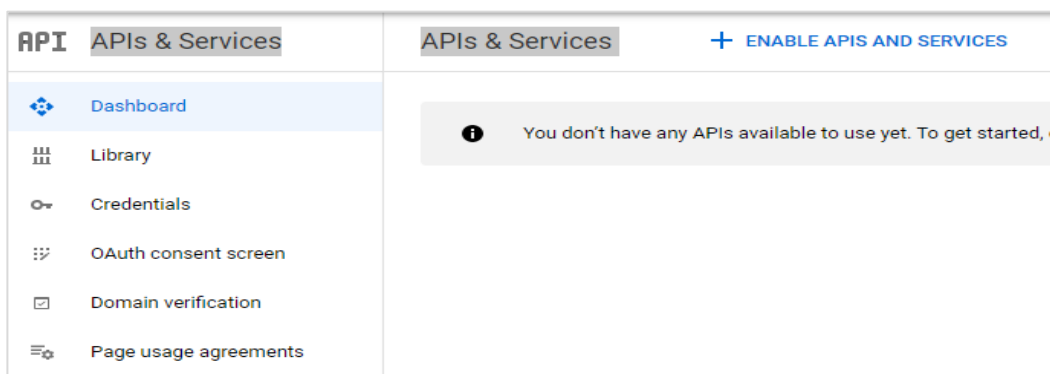 API APIs & Services
APIs & Services
+ ENABLE APIS AND SERVICES
Dashboard
You don't have any APIs available to use yet. To get started,
Library
Credentials
OAuth consent screen
Domain verification
Page usage agreements